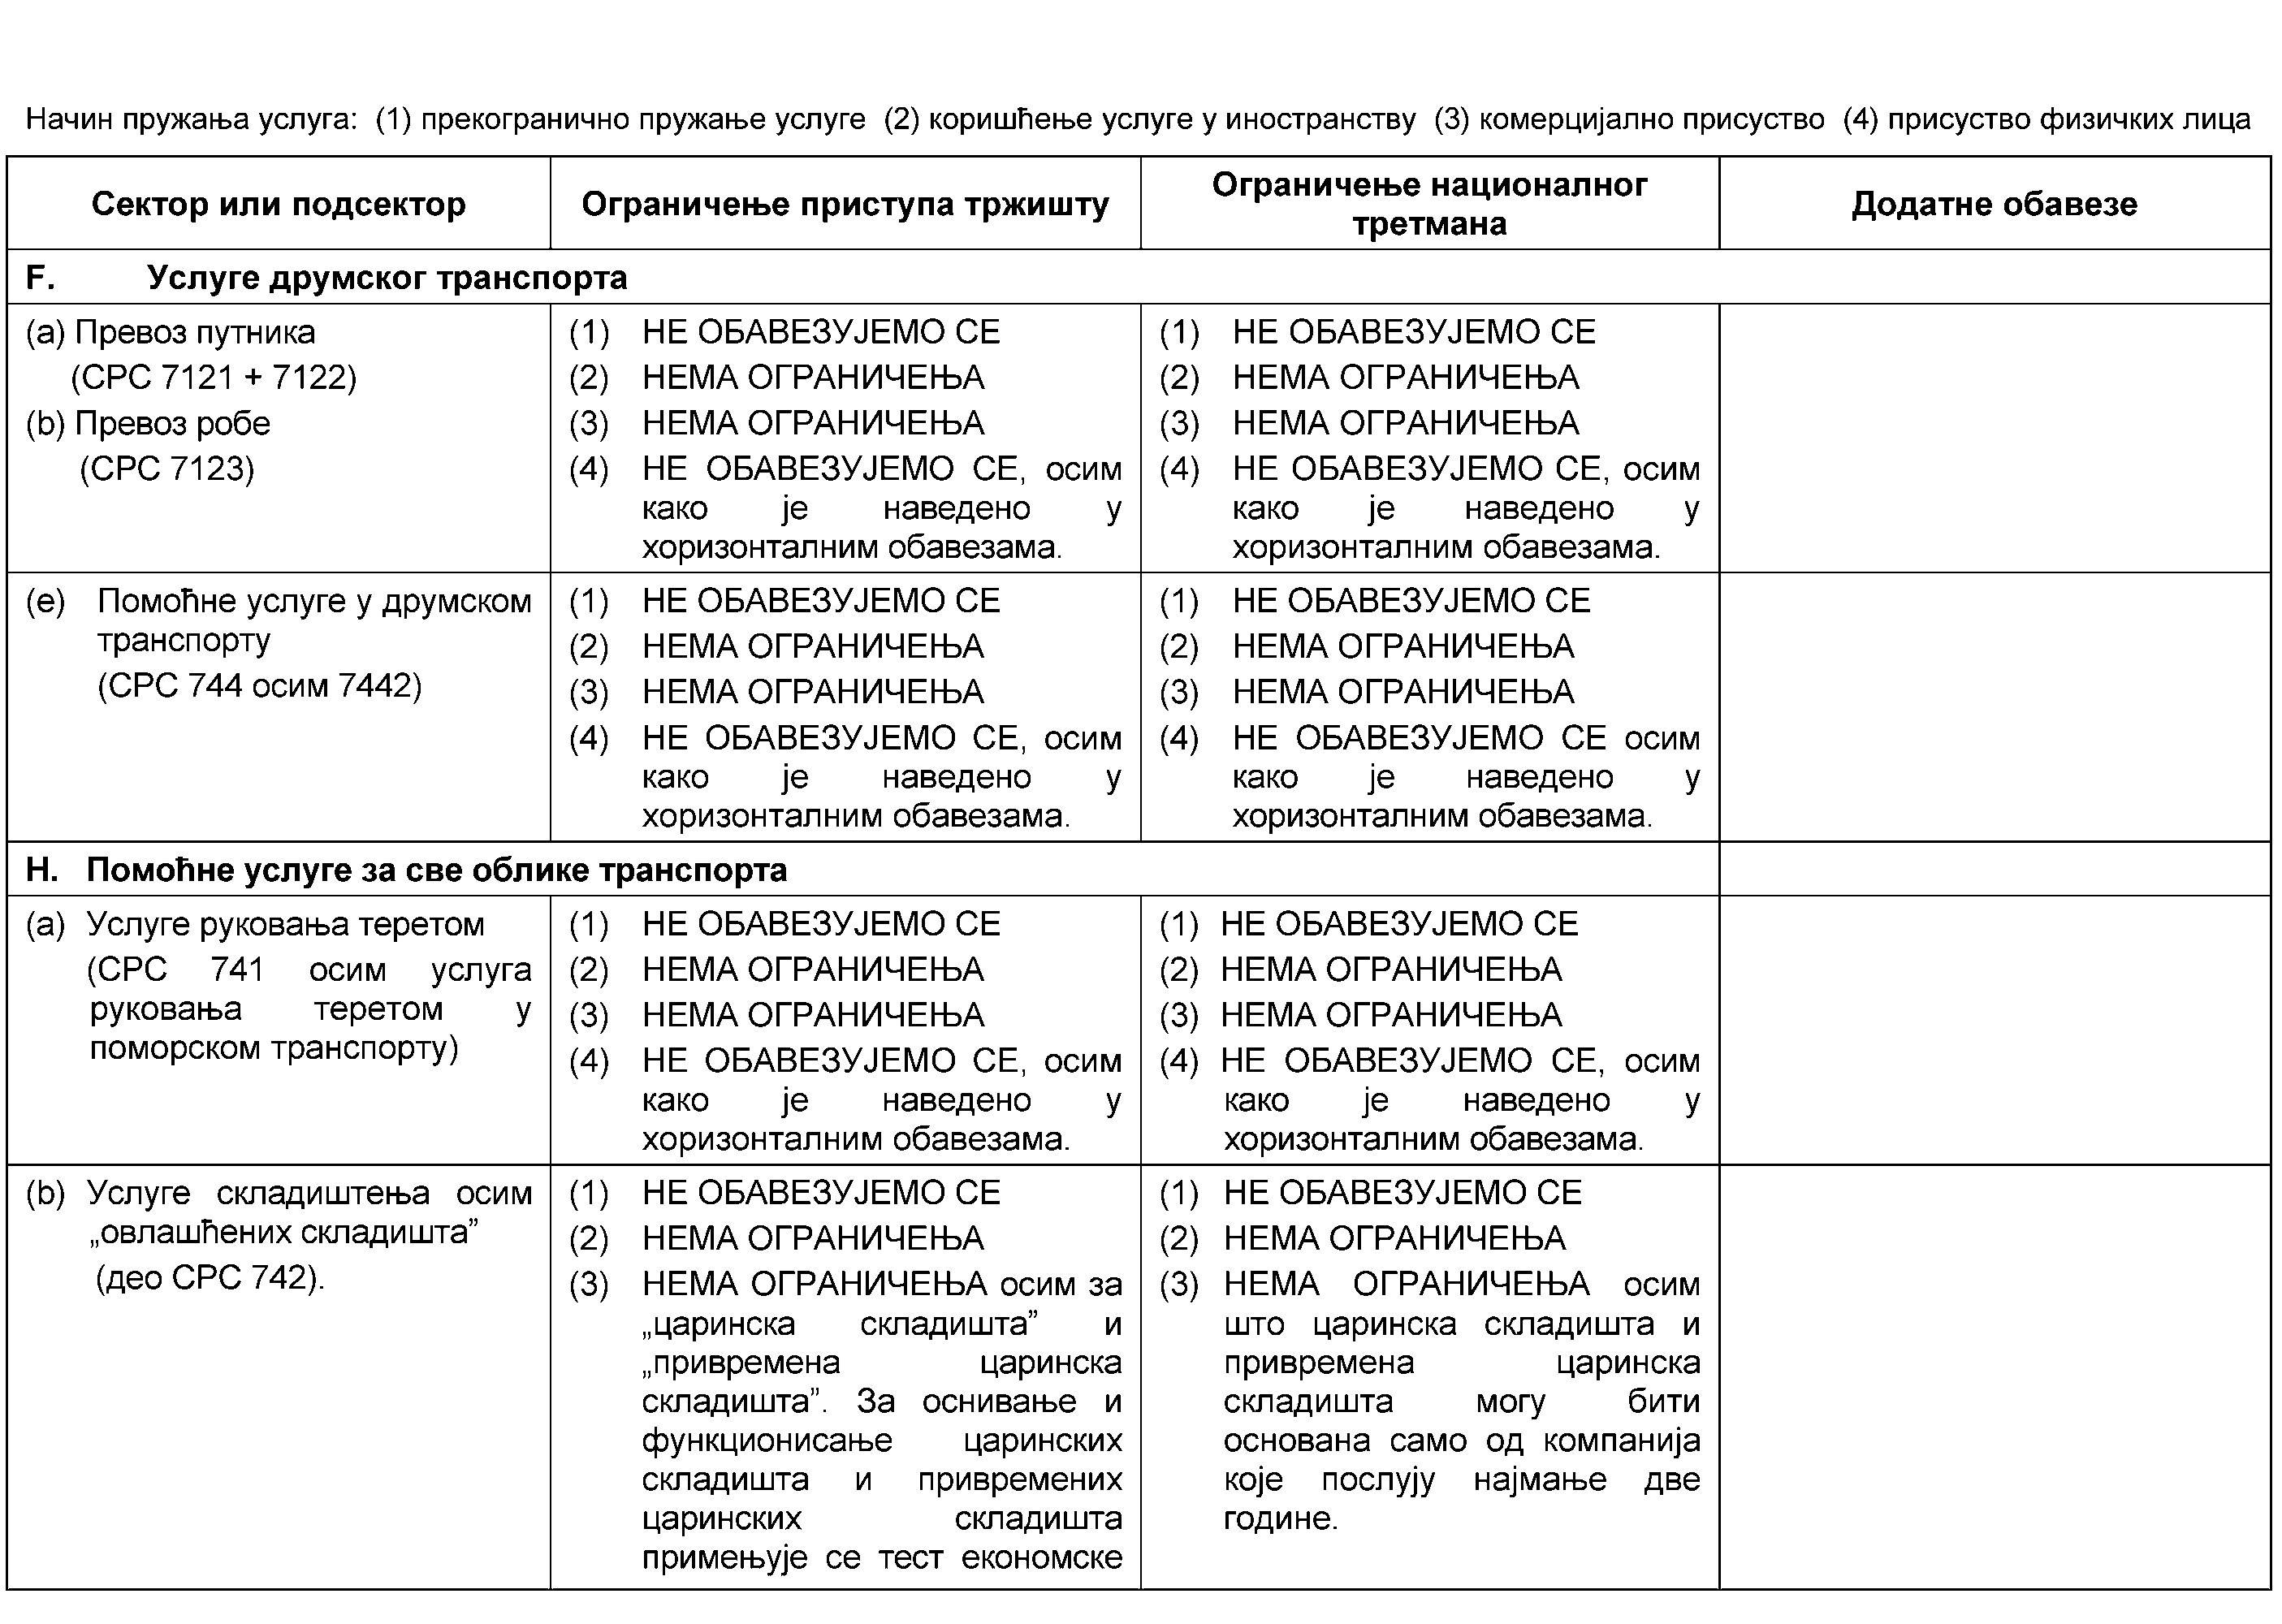 Начин пружања услуга: (1) прекогранично пружање услуге (2) коришћење услуге у иностранству (3) комерцијално присуство (4) присуство физичких лица
Сектор или подсектор
Ограничење приступа тржишту
Ограничење националног
третмана
Додатне обавезе
F. Услуге друмског транспорта
(а) Превоз путника
(CPC 7121 + 7122)
(b) Превоз робе
(CPC 7123)
(1) НЕ ОБАВЕЗУЈЕМО СЕ
(2) НЕМА ОГРАНИЧЕЊА
(3) НЕМА ОГРАНИЧЕЊА
(4) НЕ ОБАВЕЗУЈЕМО СЕ, осим
како је наведено у
хоризонталним обавезама.
(1) НЕ ОБАВЕЗУЈЕМО СЕ
(2) НЕМА ОГРАНИЧЕЊА
(3) НЕМА ОГРАНИЧЕЊА
(4) НЕ ОБАВЕЗУЈЕМО СЕ, осим
како је наведено у
хоризонталним обавезама.
(е) Помоћне услуге у друмском
транспорту
(CPC 744 осим 7442)
(1) НЕ ОБАВЕЗУЈЕМО СЕ
(2) НЕМА ОГРАНИЧЕЊА
(3) НЕМА ОГРАНИЧЕЊА
(4) НЕ ОБАВЕЗУЈЕМО СЕ, осим
како је наведено у
хоризонталним обавезама.
(1) НЕ ОБАВЕЗУЈЕМО СЕ
(2) НЕМА ОГРАНИЧЕЊА
(3) НЕМА ОГРАНИЧЕЊА
(4) НЕ ОБАВЕЗУЈЕМО СЕ осим
како је наведено у
хоризонталним обавезама.
H. Помоћне услуге за све облике транспорта
(а) Услуге руковања теретом
(CPC 741 осим услуга
руковања теретом у
поморском транспорту)
(1) НЕ ОБАВЕЗУЈЕМО СЕ
(2) НЕМА ОГРАНИЧЕЊА
(3) НЕМА ОГРАНИЧЕЊА
(4) НЕ ОБАВЕЗУЈЕМО СЕ, осим
како је наведено у
хоризонталним обавезама.
(1) НЕ ОБАВЕЗУЈЕМО СЕ
(2) НЕМА ОГРАНИЧЕЊА
(3) НЕМА ОГРАНИЧЕЊА
(4) НЕ ОБАВЕЗУЈЕМО СЕ, осим
како је наведено у
хоризонталним обавезама.
(b) Услуге складиштења осим
„овлашћених складишта”
(део CPC 742).
(1) НЕ ОБАВЕЗУЈЕМО СЕ
(2) НЕМА ОГРАНИЧЕЊА
(3) НЕМА ОГРАНИЧЕЊА осим за
„царинска складишта” и
„привремена царинска
складишта”. За оснивање и
функционисање царинских
складишта и привремених
царинских складишта
примењује се тест економске
(1) НЕ ОБАВЕЗУЈЕМО СЕ
(2) НЕМА ОГРАНИЧЕЊА
(3) НЕМА ОГРАНИЧЕЊА осим
што царинска складишта и
привремена царинска
складишта могу бити
основана само од компанија
које послују најмање две
године.